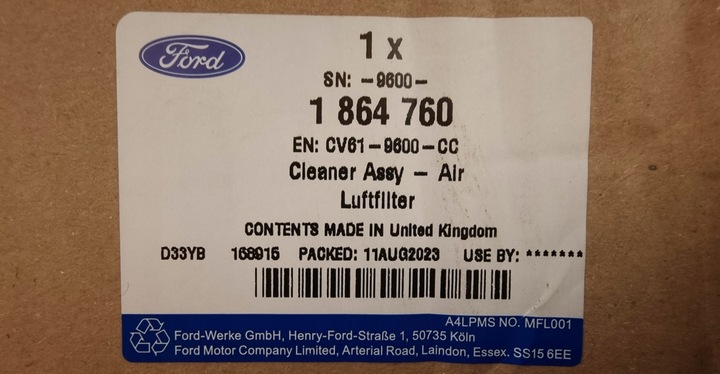 Ford
1 x
SN: -9600-
1 864 760
EN: CV61-9600-CC
Cleaner Assy - Air
Luftfilter
CONTENTS MADE IN United Kingdom
D33YB 168915 PACKED: 11AUG2023 USE BY: *******
A4LPMS NO. MFL001
Ford-Werke GmbH, Henry-Ford-Straße 1, 50735 Köln
Ford Motor Company Limited, Arterial Road, Laindon, Essex. SS15 6EE